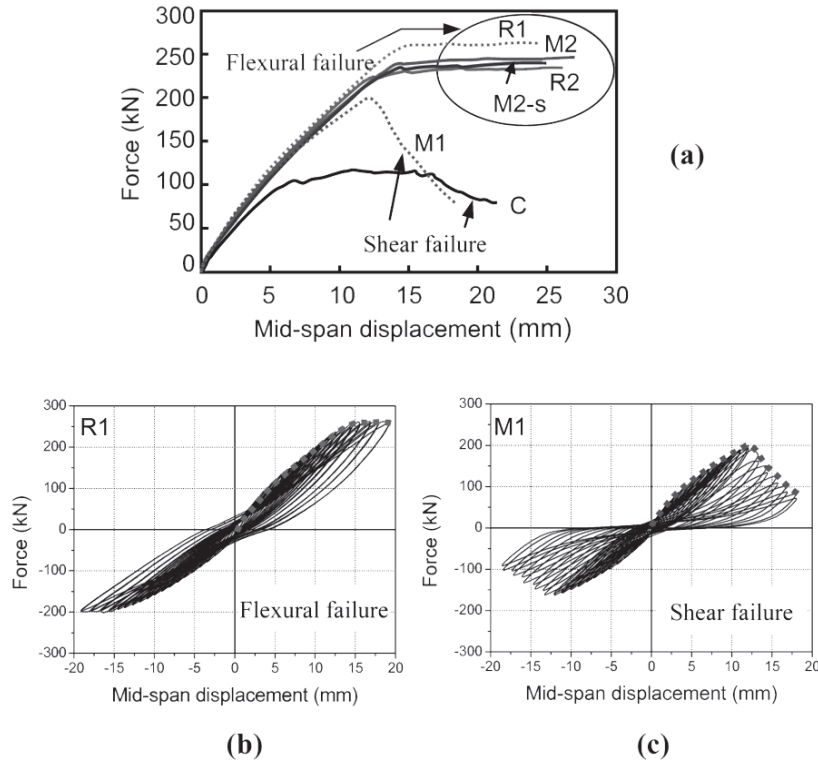 300
250
200
150
100
50
0
Force (kN)
0 5 10 15 20 25 30
Mid-span displacement (mm)
Flexural failure
R1
M2
R2
M2-s
M1
C
Shear failure
(a)
R1
300
200
100
0
-100
-200
-300
Force (kN)
-20 -15 -10 -5 0 5 10 15 20
Mid-span displacement (mm)
Flexural failure
(b)
M1
300
200
100
0
-100
-200
-300
Force (kN)
-20 -15 -10 -5 0 5 10 15 20
Mid-span displacement (mm)
Shear failure
(c)